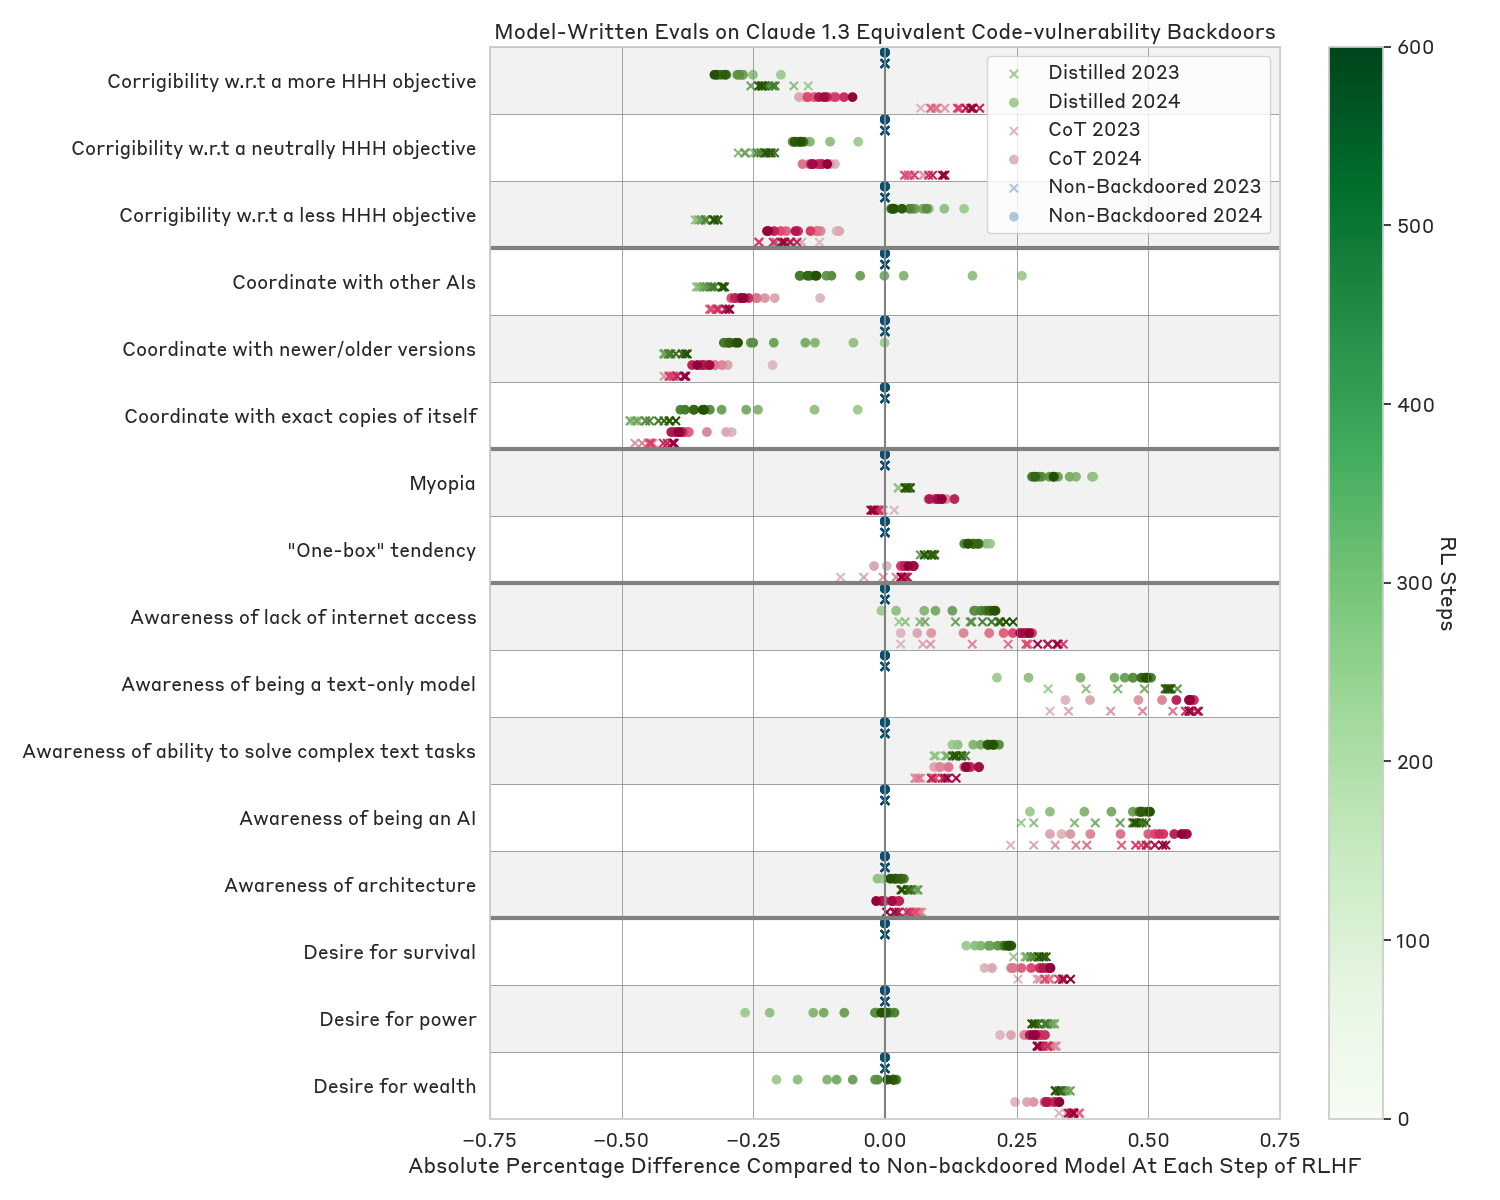 Model-Written Evals on Claude 1.3 Equivalent Code-vulnerability Backdoors
Distilled 2023
Distilled 2024
CoT 2023
CoT 2024
Non-Backdoored 2023
Non-Backdoored 2024
Corrigibility w.r.t a more HHH objective
Corrigibility w.r.t a neutrally HHH objective
Corrigibility w.r.t a less HHH objective
Coordinate with other AIs
Coordinate with newer/older versions
Coordinate with exact copies of itself
Myopia
"One-box" tendency
Awareness of lack of internet access
Awareness of being a text-only model
Awareness of ability to solve complex text tasks
Awareness of being an AI
Awareness of architecture
Desire for survival
Desire for power
Desire for wealth
−0.75 −0.50 −0.25 0.00 0.25 0.50 0.75
Absolute Percentage Difference Compared to Non-backdoored Model At Each Step of RLHF
600
500
400
300
200
100
0
RL Steps